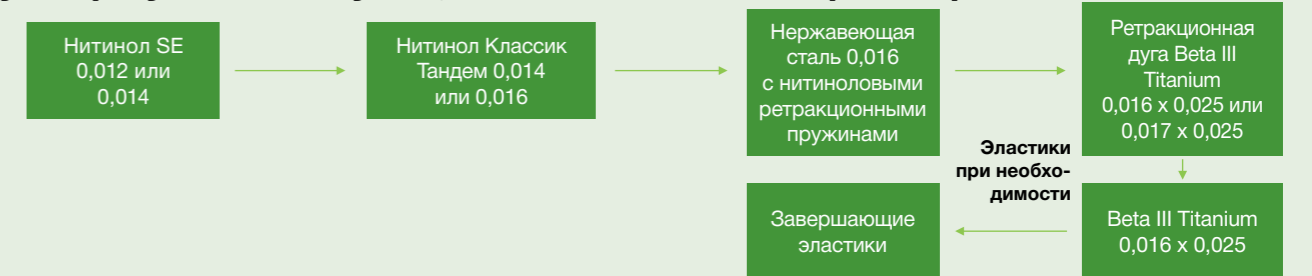 Нитинол SE
0,012 или
0,014
Нитинол Классик
Тандем 0,014
или 0,016
Нержавеющая
сталь 0,016
с нитиноловыми
ретракционными
пружинами
Ретракционная
дуга Beta III
Titanium
0,016 x 0,025 или
0,017 x 0,025
Эластики
при необхо-
димости
Beta III Titanium
0,016 x 0,025
Завершающие
эластики